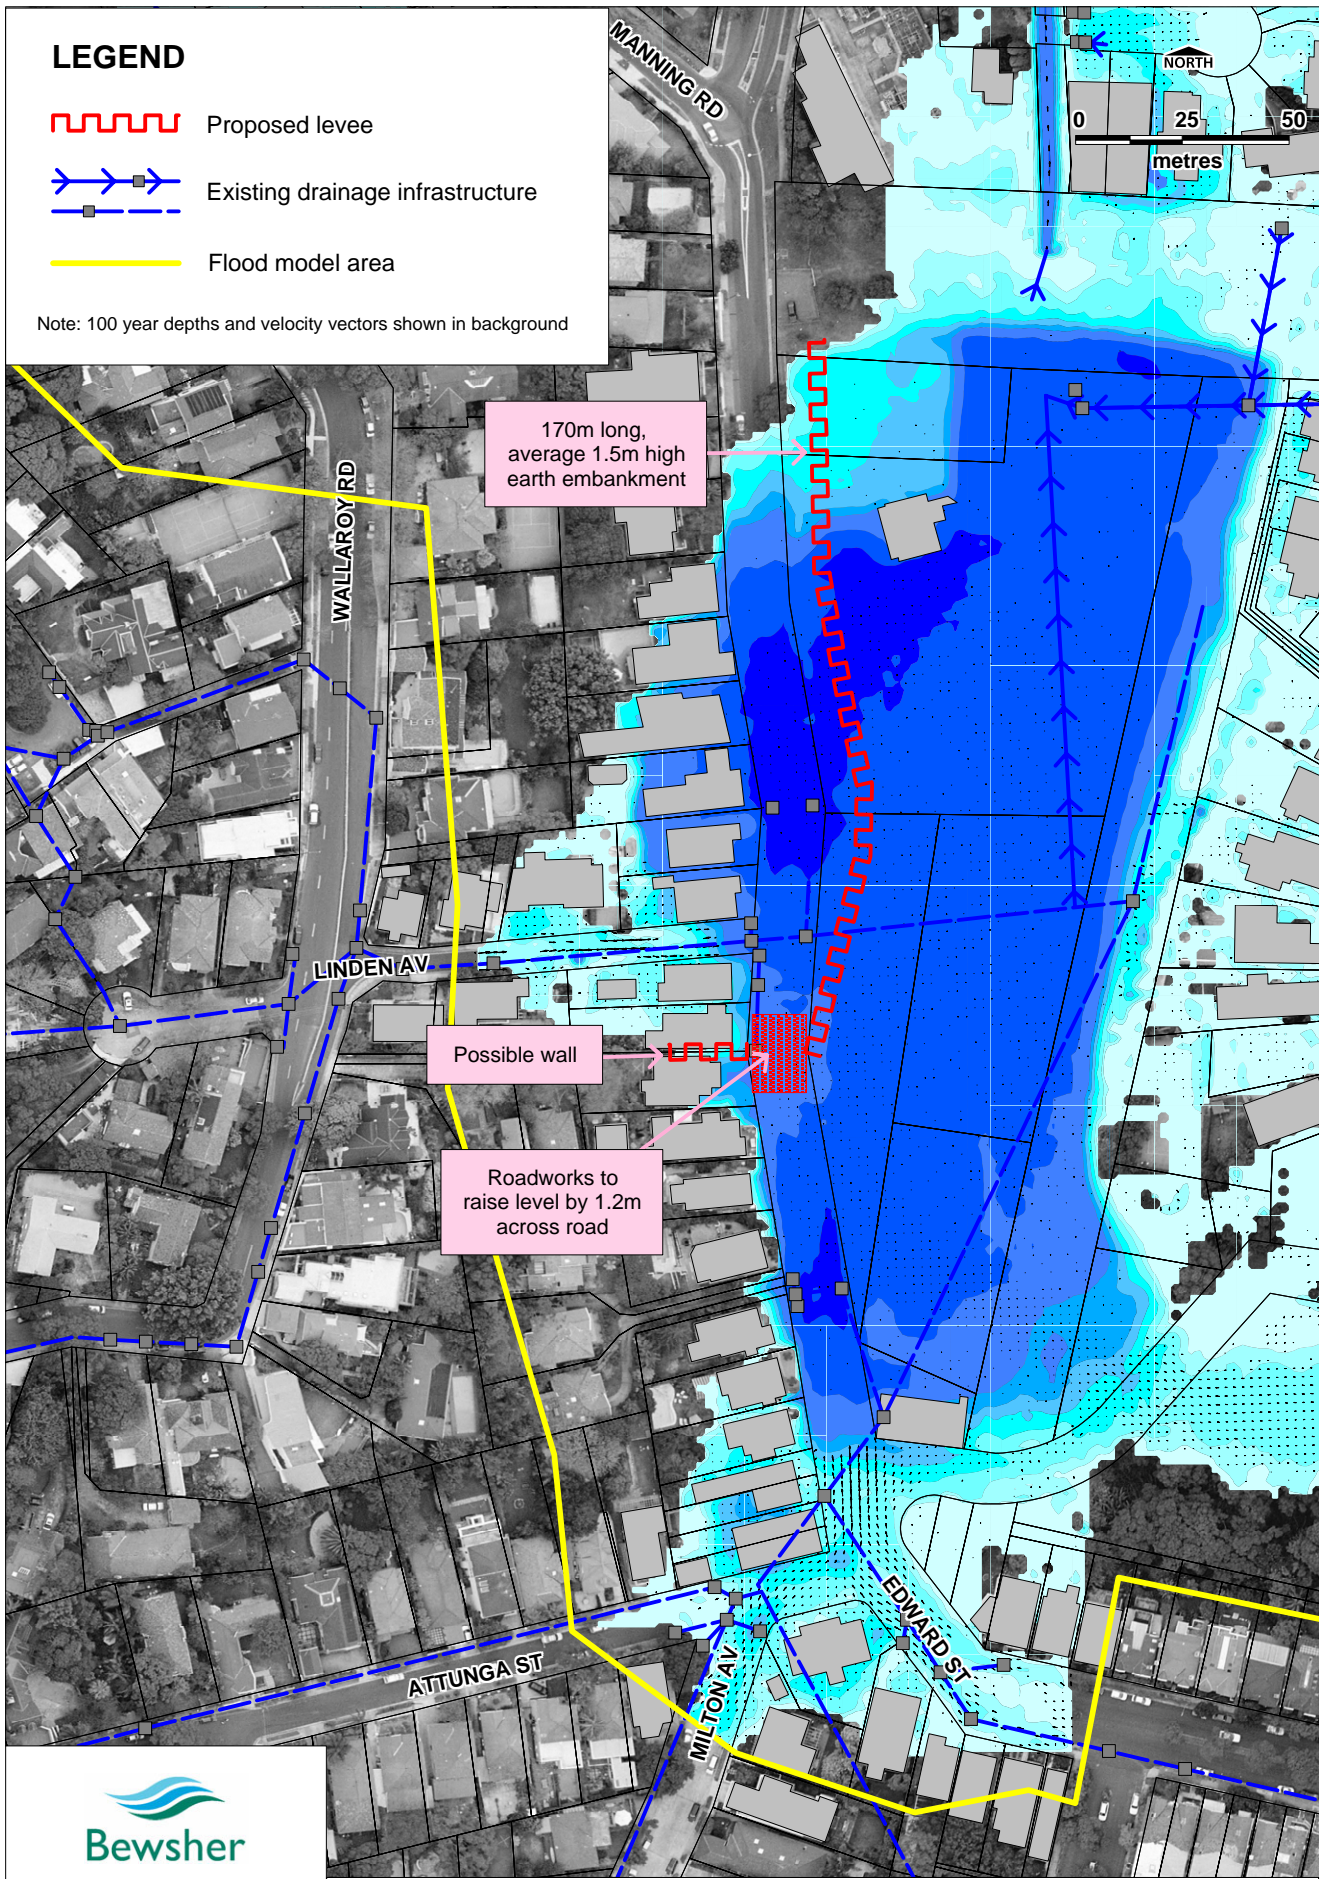 LEGEND
Proposed levee
Existing drainage infrastructure
Flood model area
Note: 100 year depths and velocity vectors shown in background
MANNING RD
NORTH
0 25 50
metres
170m long,
average 1.5m high
earth embankment
WALLAROY RD
LINDEN AV
Possible wall
Roadworks to
raise level by 1.2m
across road
EDWARD ST
ATTUNGA ST
MILTON AV
Bewsher